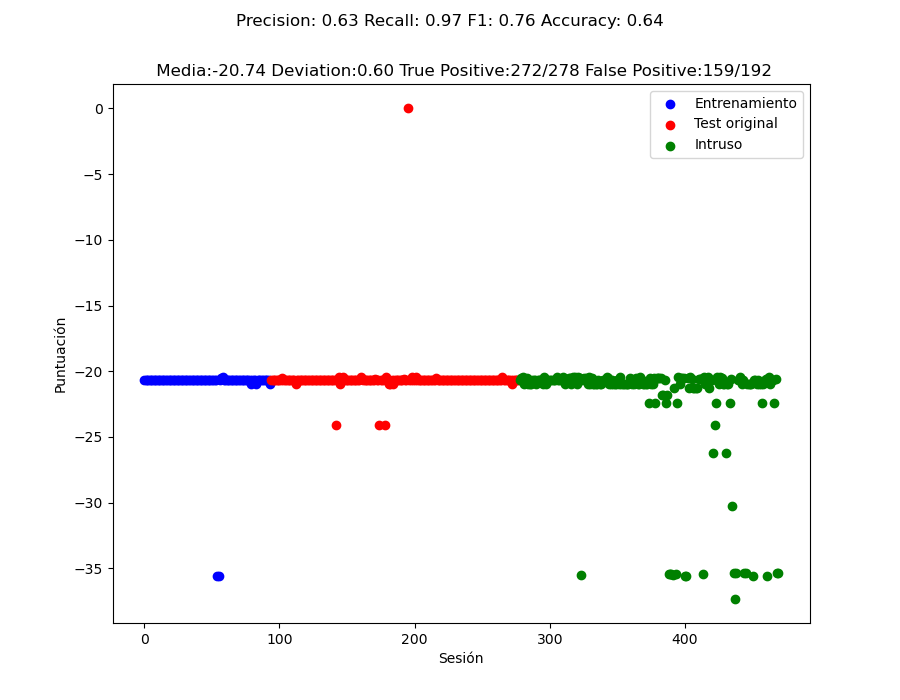 Precision: 0.63 Recall: 0.97 F1: 0.76 Accuracy: 0.64
Media:-20.74 Deviation:0.60 True Positive:272/278 False Positive:159/192
Entrenamiento
Test original
Intruso
0
−5
−10
−15
−20
−25
−30
−35
Puntuación
0 100 200 300 400
Sesión